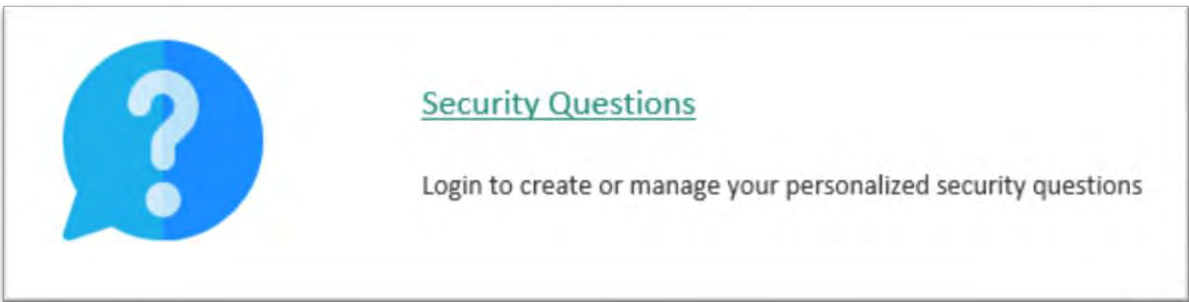 Security Questions
Login to create or manage your personalized security questions